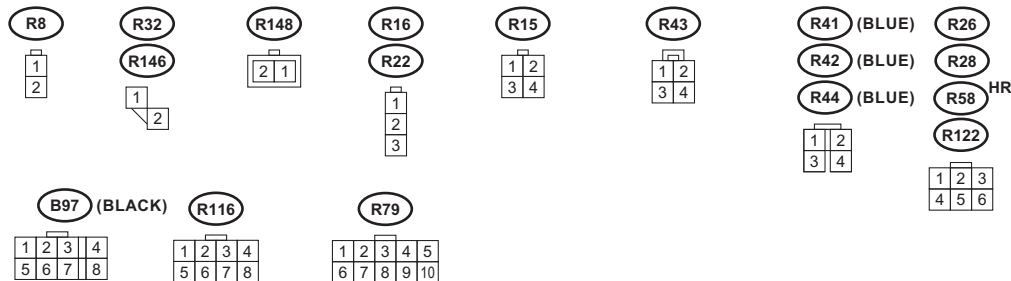 R8 R32 R148 R16 R15 R43 R41 (BLUE) R26
R146 R22 R42 (BLUE) R28
R44 (BLUE) R58 HR
R122
1
2
1
2
2 1
1
2
3
1 2
3 4
1 2
3 4
1 2
3 4
1 2 3
4 5 6
B97 (BLACK) R116 R79
1 2 3 4
5 6 7 8
1 2 3 4
5 6 7 8
1 2 3 4 5
6 7 8 9 10